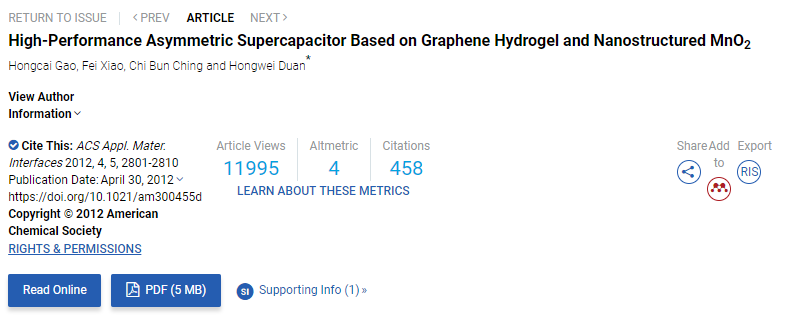 RETURN TO ISSUE < PREV ARTICLE NEXT >
High-Performance Asymmetric Supercapacitor Based on Graphene Hydrogel and Nanostructured MnO₂
Hongcai Gao, Fei Xiao, Chi Bun Ching and Hongwei Duan*
View Author
Information
Cite This: ACS Appl. Mater.
Interfaces 2012, 4, 5, 2801-2810
Publication Date: April 30, 2012
https://doi.org/10.1021/am300455d
Copyright © 2012 American
Chemical Society
RIGHTS & PERMISSIONS
Article Views Altmetric Citations
11995 4 458
LEARN ABOUT THESE METRICS
Share Add Export
to
RIS
Read Online PDF (5 MB) SI Supporting Info (1) »